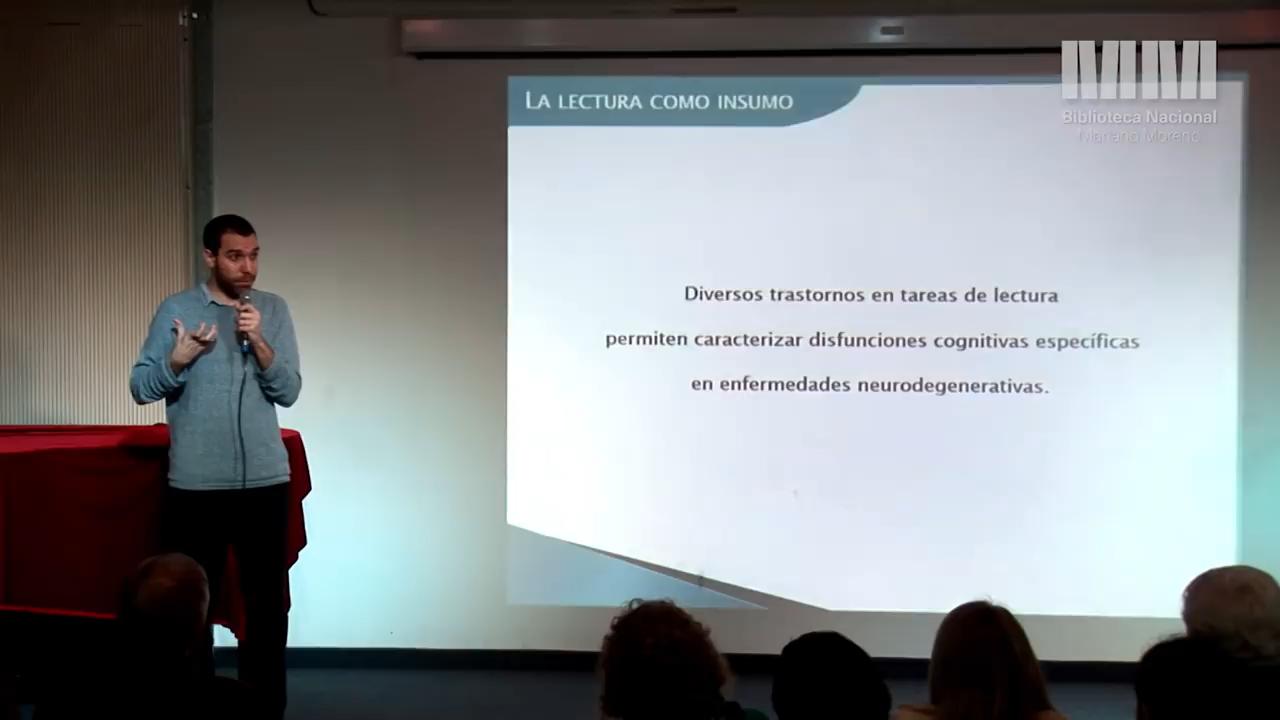 La lectura como insumo
Biblioteca Nacional
Mariano Moreno
Diversos trastornos en tareas de lectura
permiten caracterizar disfunciones cognitivas específicas
en enfermedades neurodegenerativas.